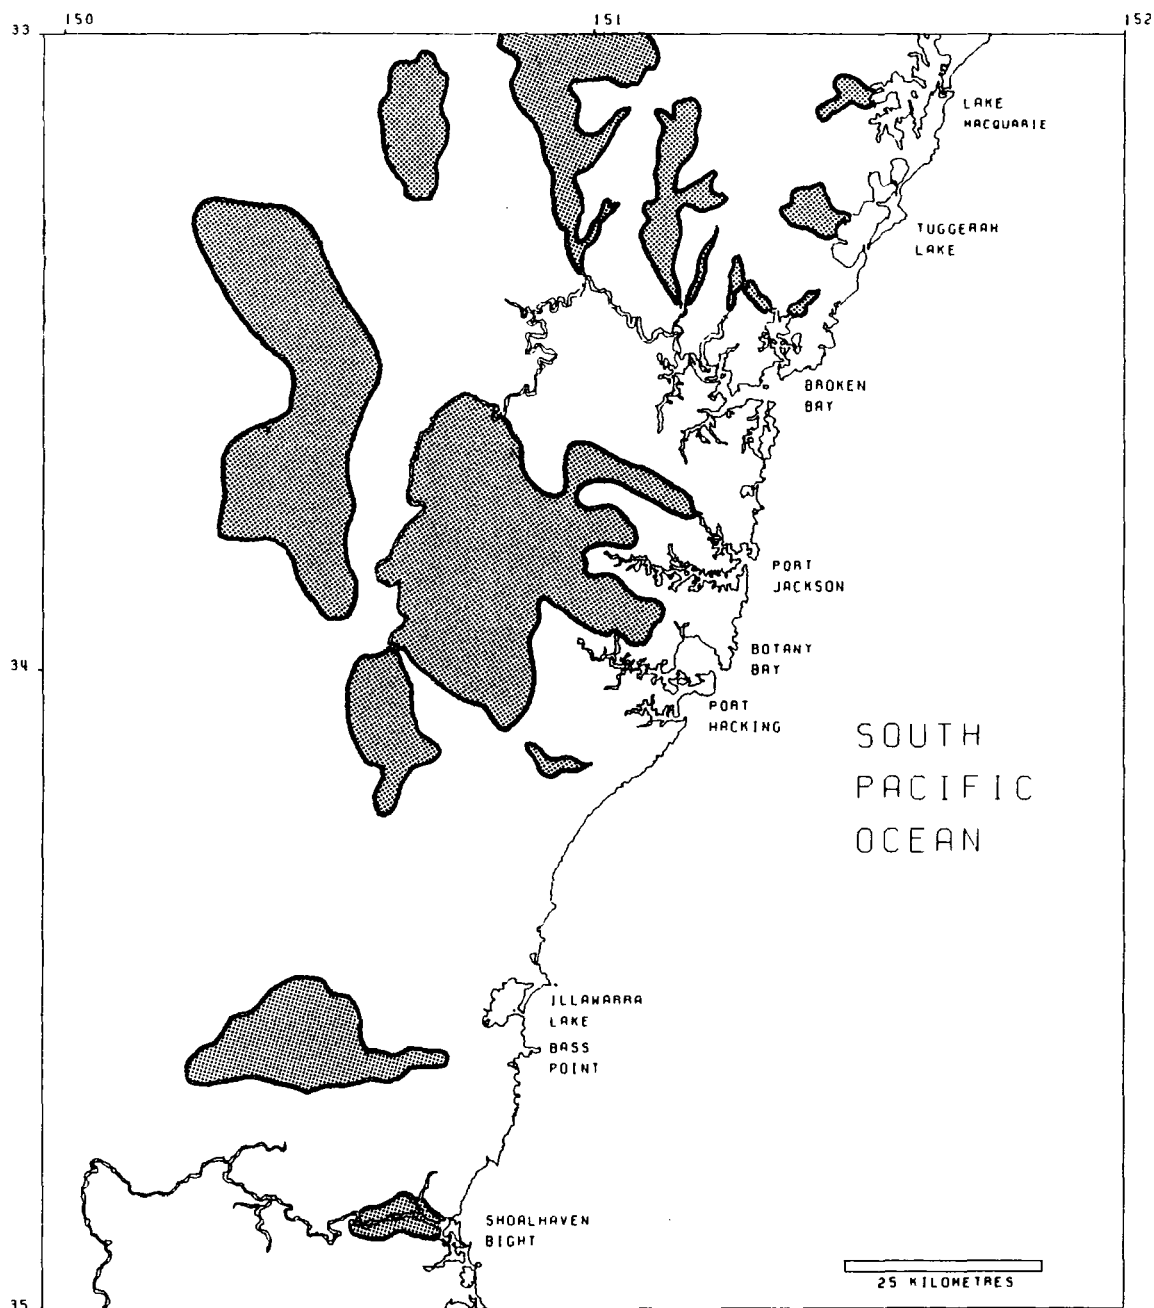 150
151
152
33
LAKE
MACQUARIE
TUGGERAH
LAKE
BROKEN
BAY
PORT
JACKSON
34
BOTANY
BAY
PORT
HACKING
SOUTH
PACIFIC
OCEAN
ILLAWARRA
LAKE
BASS
POINT
SHOALHAVEN
BIGHT
25 KILOMETRES
35